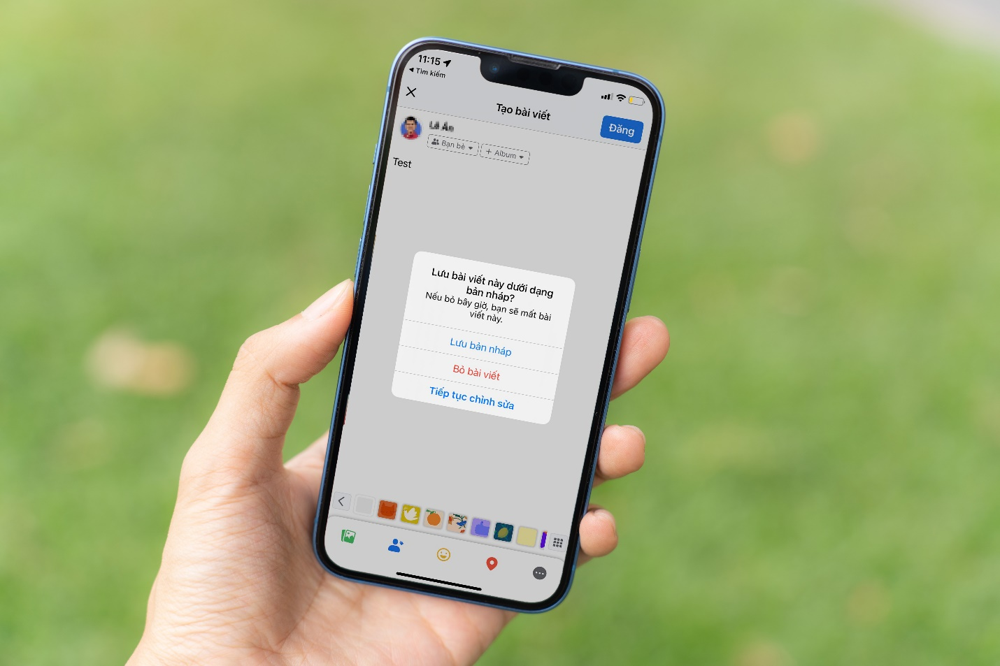 11:15
Tìm kiếm
Tạo bài viết
Đăng
Bạn bè
+ Album
Test
Lưu bài viết này dưới dạng
bản nháp?
Nếu bỏ bây giờ, bạn sẽ mất bài
viết này.
Lưu bản nháp
Bỏ bài viết
Tiếp tục chỉnh sửa